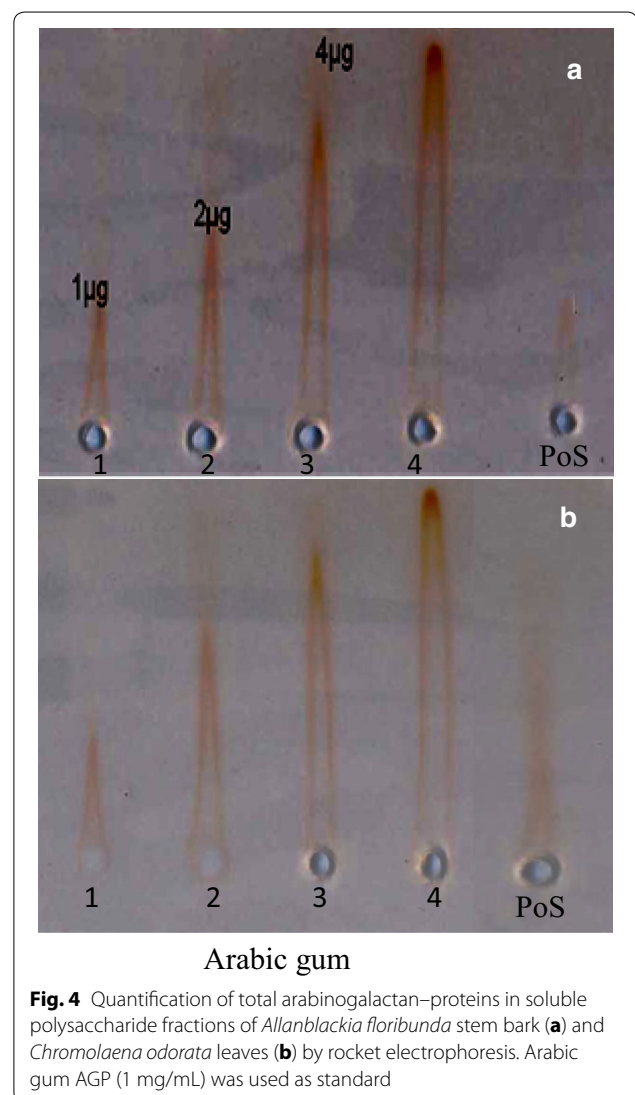 4µg
a
2µg
1µg
1 2 3 4 PoS
b
1 2 3 4 PoS
Arabic gum
Fig. 4 Quantification of total arabinogalactan–proteins in soluble
polysaccharide fractions of Allanblackia floribunda stem bark (a) and
Chromolaena odorata leaves (b) by rocket electrophoresis. Arabic
gum AGP (1 mg/mL) was used as standard